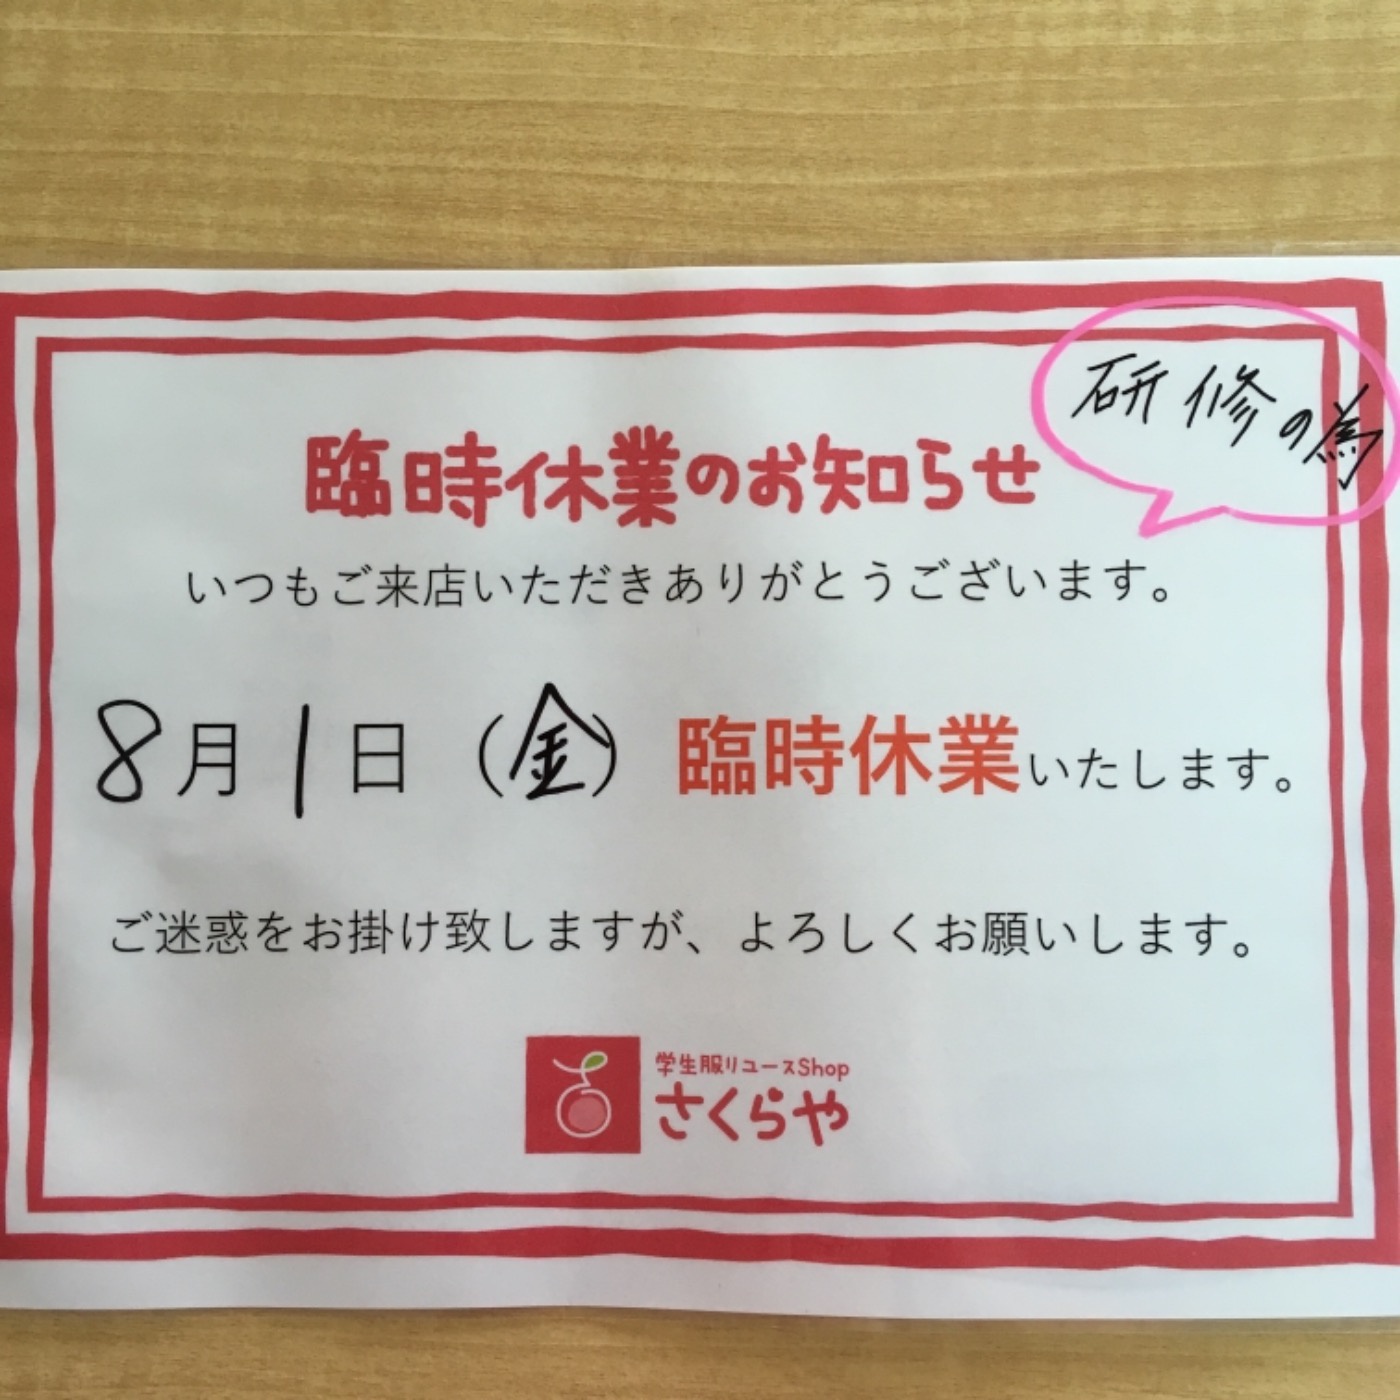 研修の為
臨時休業のお知らせ
いつもご来店いただきありがとうございます。
8月1日（金）臨時休業いたします。
ご迷惑をお掛け致しますが、よろしくお願いします。
学生服リユースShop
さくらや